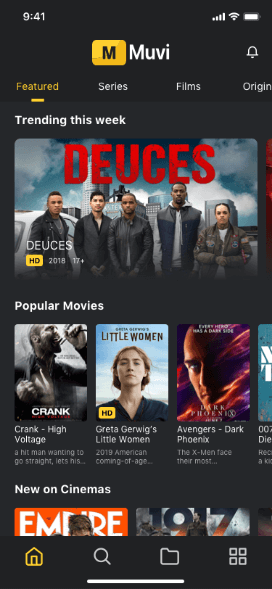 9:41
M Muvi
Featured Series Films Origin
Trending this week
DEUCES
DEUCES
HD 2018 17+
Popular Movies
CRANK
GRETA GERWIG'S
LITTLE WOMEN
HD
EVERY HERO
HAS A DARK SIDE
DARK
PHOENIX
Crank - High
Voltage
a hit man wanting to
go straight, lets his...
Greta Gerwig's
Little Women
2019 American
coming-of-age...
Avengers - Dark
Phoenix
The X-Men face
their most...
007
Die
Rec
a ki
New on Cinemas
EMPIRE
1917